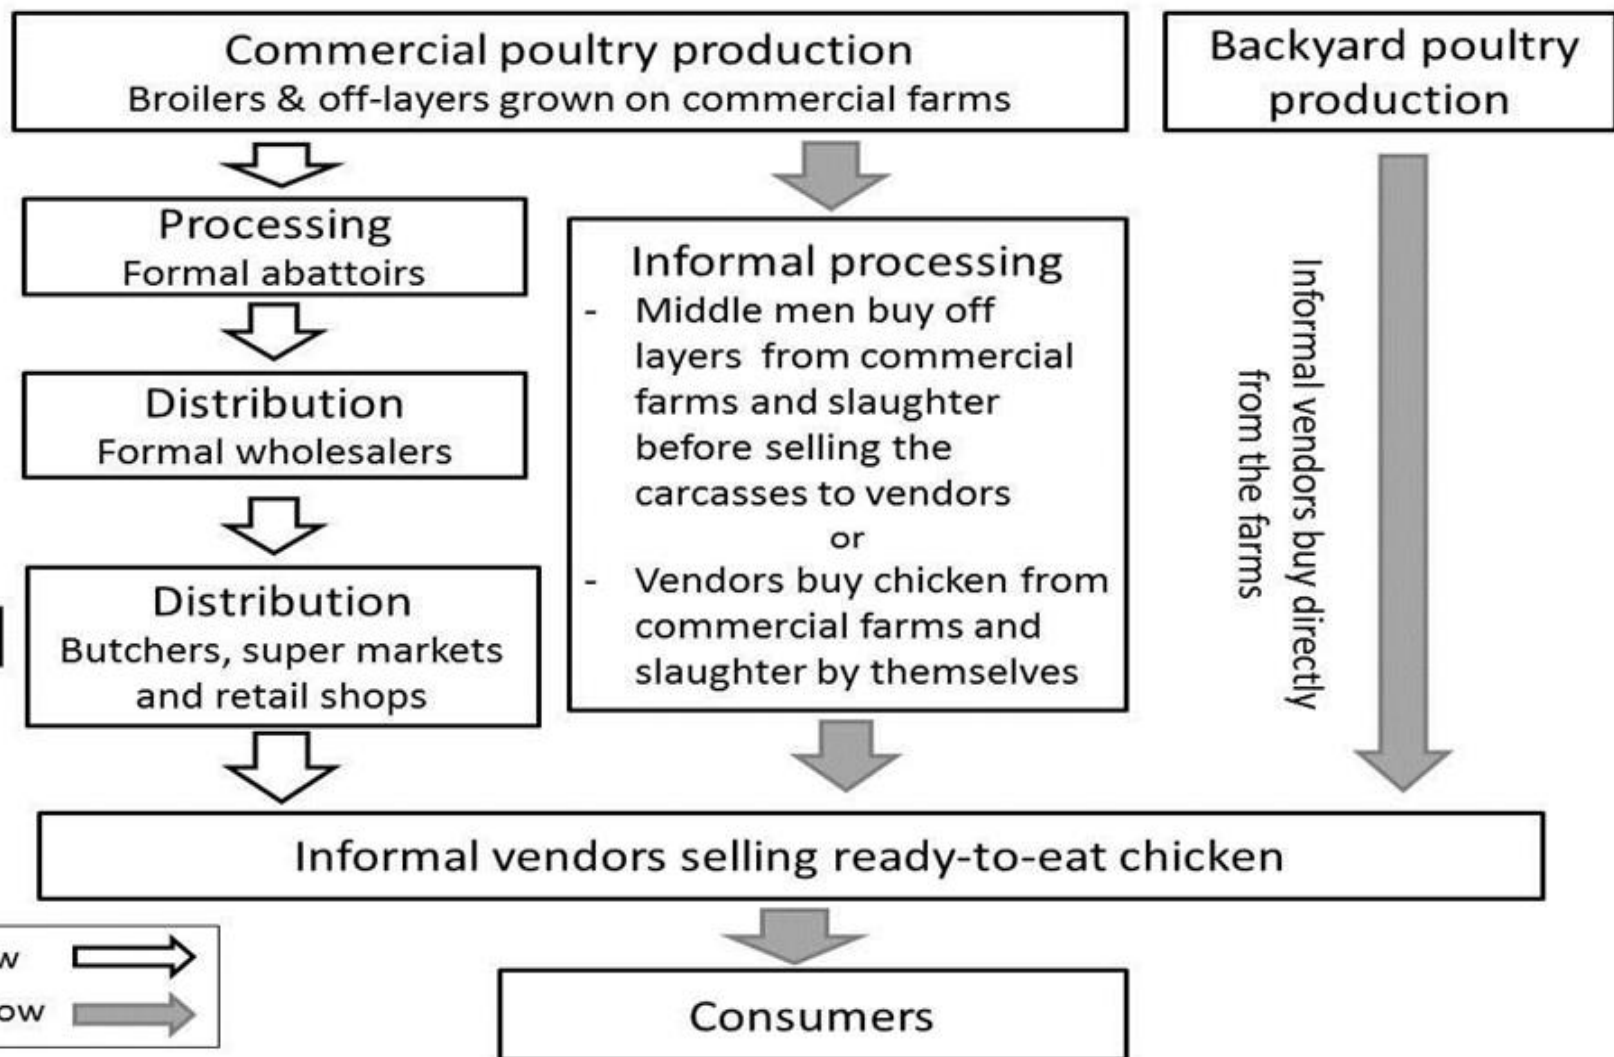 Commercial poultry production
Broilers & off-layers grown on commercial farms
Backyard poultry
production
Processing
Formal abattoirs
Distribution
Formal wholesalers
Distribution
Butchers, super markets
and retail shops
Informal processing
- Middle men buy off
layers from commercial
farms and slaughter
before selling the
carcasses to vendors
or
- Vendors buy chicken from
commercial farms and
slaughter by themselves
Informal vendors buy directly
from the farms
Informal vendors selling ready-to-eat chicken
Consumers